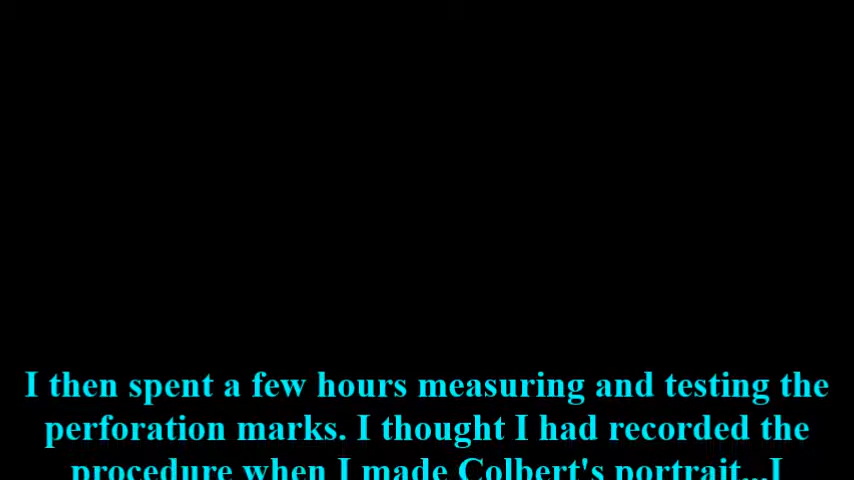 I then spent a few hours measuring and testing the
perforation marks. I thought I had recorded the
procedure when I made Colbert's portrait...I